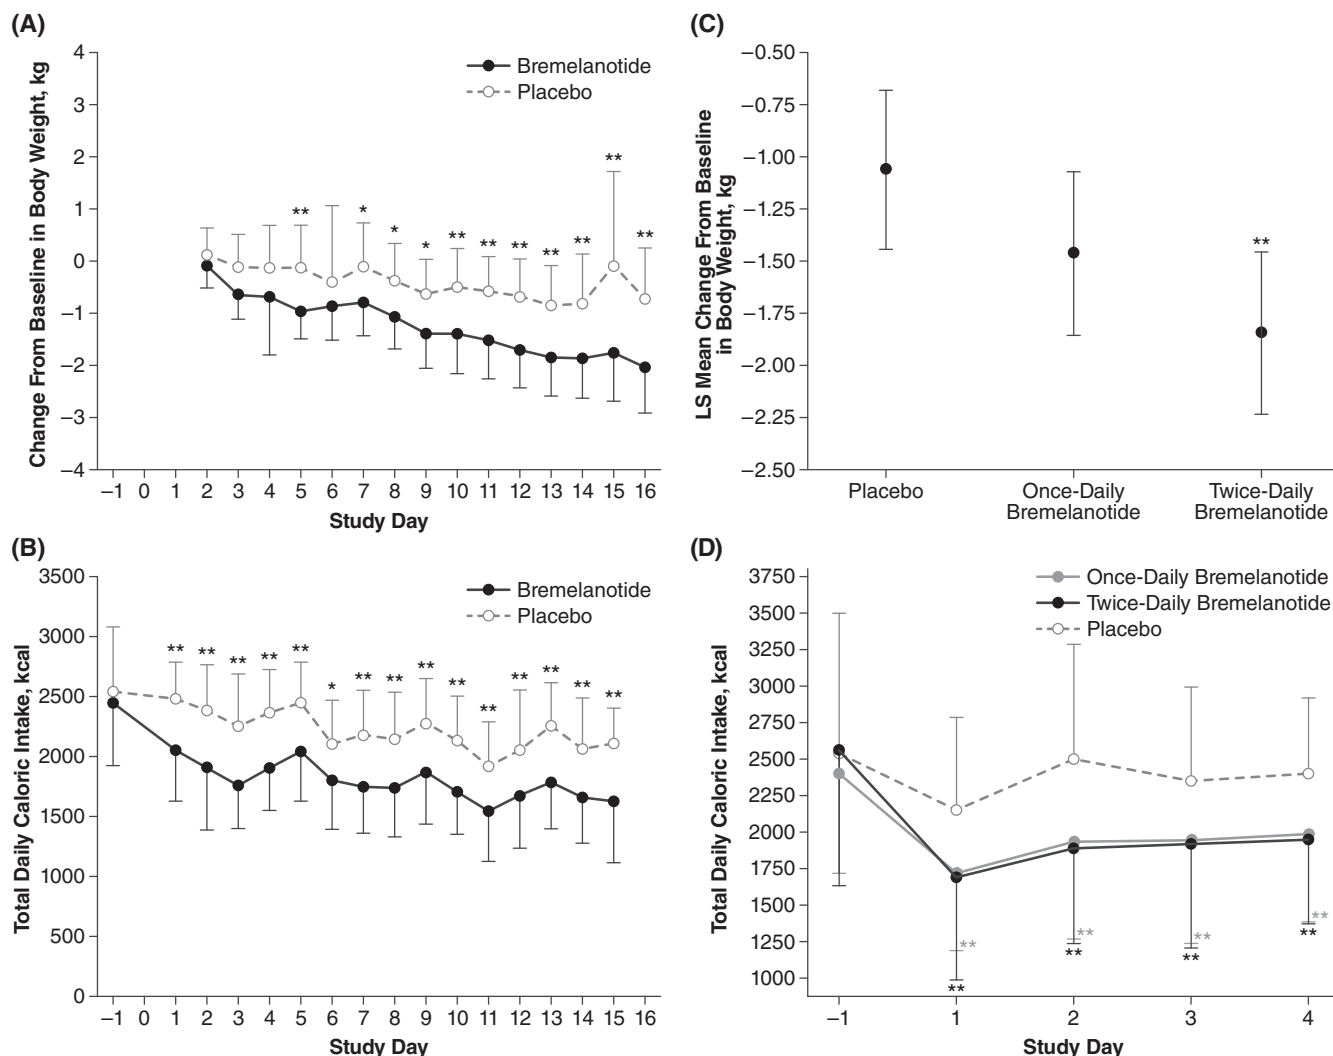 (A)
Change From Baseline in Body Weight, kg
4
3
2
1
0
−1
−2
−3
−4
Bremelanotide
Placebo
**
*
*
*
**
**
**
**
**
**
**
−1 0 1 2 3 4 5 6 7 8 9 10 11 12 13 14 15 16
Study Day
(B)
Total Daily Caloric Intake, kcal
3500
3000
2500
2000
1500
1000
500
0
Bremelanotide
Placebo
**
**
**
**
**
*
**
**
**
**
**
**
**
**
**
−1 0 1 2 3 4 5 6 7 8 9 10 11 12 13 14 15 16
Study Day
(C)
LS Mean Change From Baseline
in Body Weight, kg
−0.50
−0.75
−1.00
−1.25
−1.50
−1.75
−2.00
−2.25
−2.50
**
Placebo
Once-Daily
Bremelanotide
Twice-Daily
Bremelanotide
(D)
Total Daily Caloric Intake, kcal
3750
3500
3250
3000
2750
2500
2250
2000
1750
1500
1250
1000
Once-Daily Bremelanotide
Twice-Daily Bremelanotide
Placebo
**
**
**
**
**
**
**
**
−1 1 2 3 4
Study Day